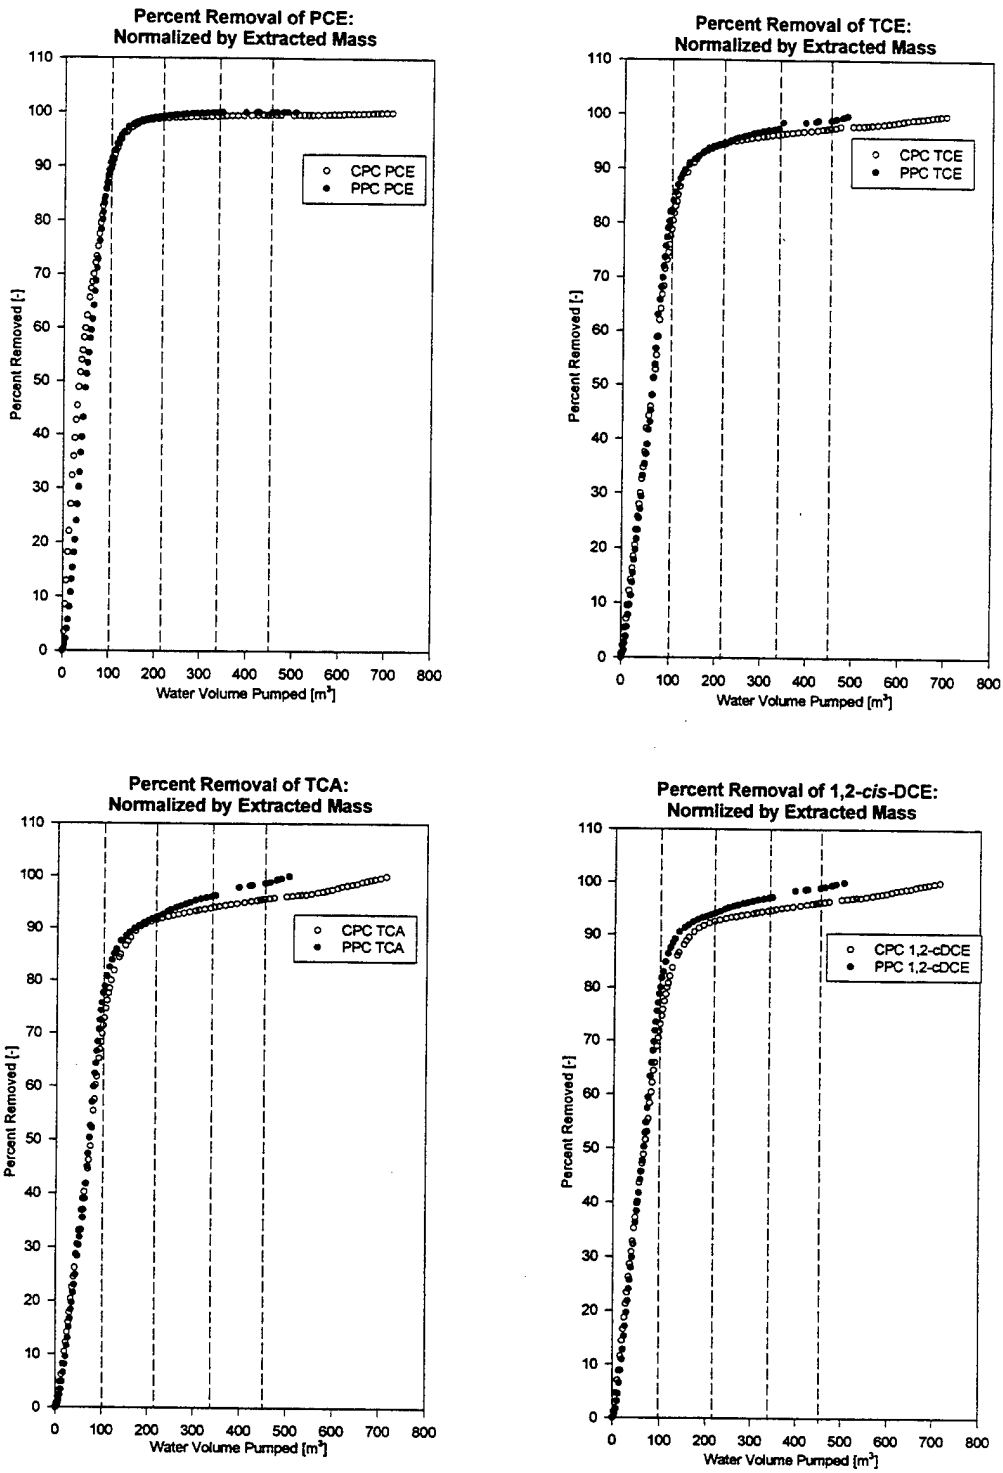 Percent Removal of PCE:
Normalized by Extracted Mass
110
100
90
80
70
60
50
40
30
20
10
0
Percent Removed [-]
CPC PCE
PPC PCE
0 100 200 300 400 500 600 700 800
Water Volume Pumped [m³]
Percent Removal of TCE:
Normalized by Extracted Mass
110
100
90
80
70
60
50
40
30
20
10
0
Percent Removed [-]
CPC TCE
PPC TCE
0 100 200 300 400 500 600 700 800
Water Volume Pumped [m³]
Percent Removal of TCA:
Normalized by Extracted Mass
110
100
90
80
70
60
50
40
30
20
10
0
Percent Removed [-]
CPC TCA
PPC TCA
0 100 200 300 400 500 600 700 800
Water Volume Pumped [m³]
Percent Removal of 1,2-cis-DCE:
Normlized by Extracted Mass
110
100
90
80
70
60
50
40
30
20
10
0
Percent Removed [-]
CPC 1,2-cDCE
PPC 1,2-cDCE
0 100 200 300 400 500 600 700 800
Water Volume Pumped [m³]